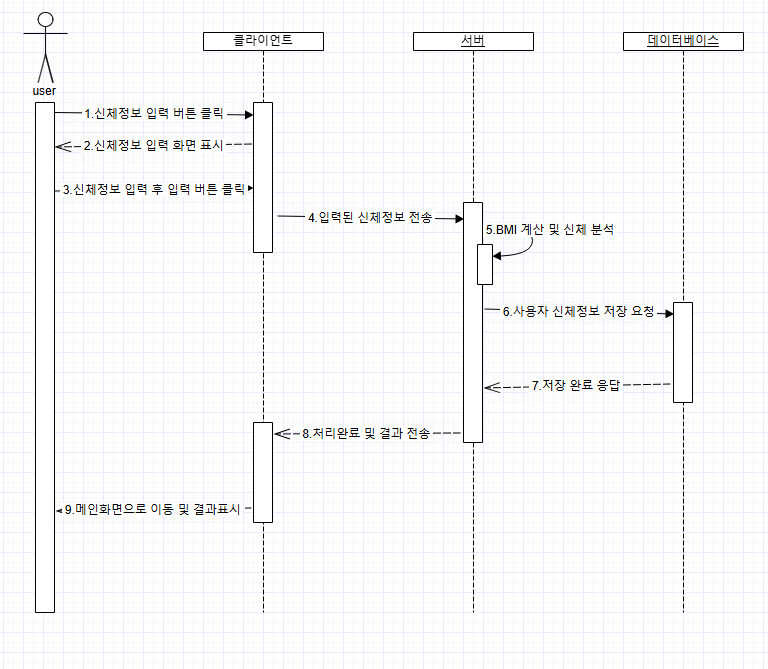 클라이언트
서버
데이터베이스
user
1.신체정보 입력 버튼 클릭
2.신체정보 입력 화면 표시
3.신체정보 입력 후 입력 버튼 클릭
4.입력된 신체정보 전송
5.BMI 계산 및 신체 분석
6.사용자 신체정보 저장 요청
7.저장 완료 응답
8.처리완료 및 결과 전송
9.메인화면으로 이동 및 결과표시